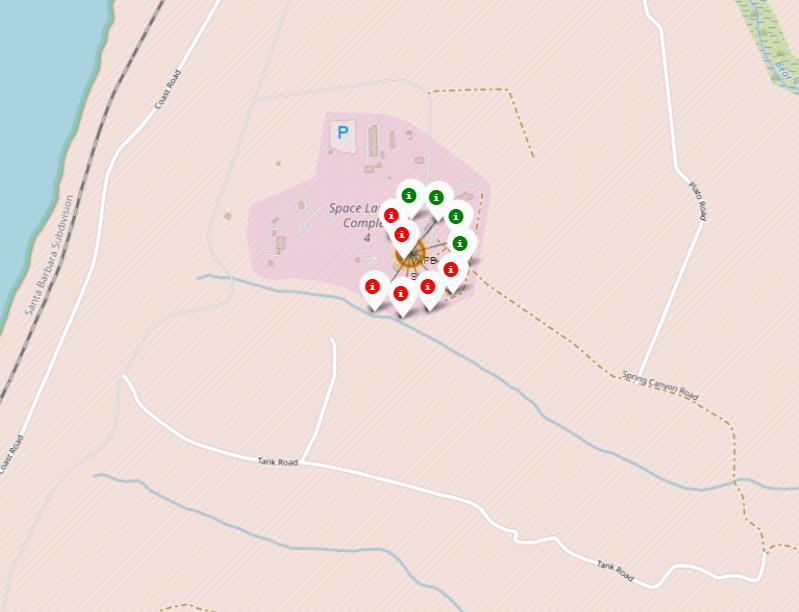 Coast Road
P
Plato Road
Space La
Comple
4
VAFB
S
Santa Barbara Subdivision
Spring Canyon Road
Coast Road
Tank Road
Tank Road